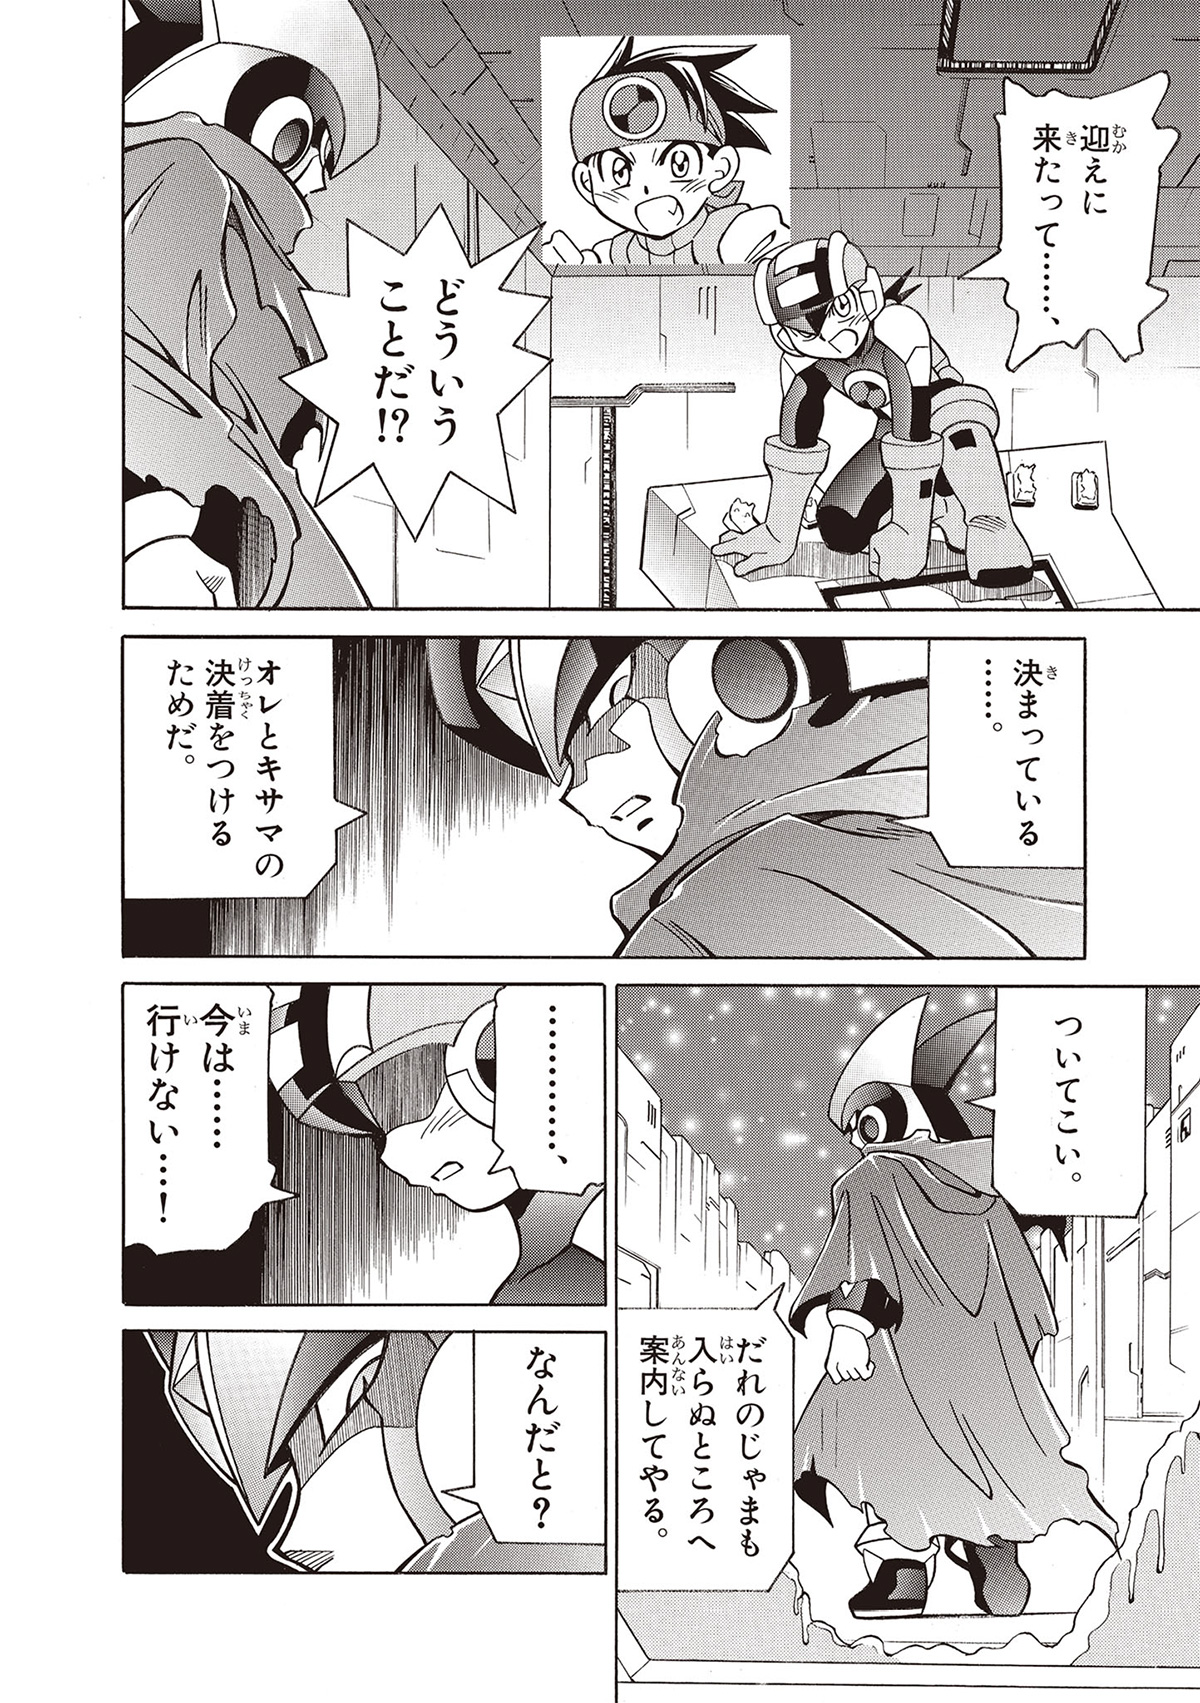 迎えに
来たって……、
どういう
ことだ!?
決まっている
……。
オレとキサマの
決着をつける
ためだ。
ついてこい。
だれのじゃまも
入らぬところへ
案内してやる。
………、
今は……
行けない……！
なんだと？